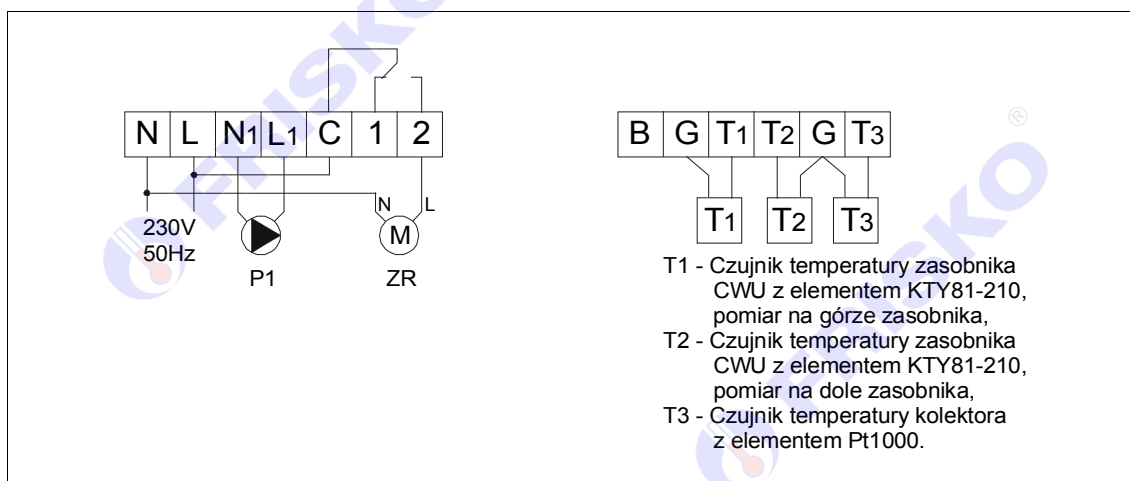 FRISKO
N L N1 L1 C 1 2
N L
230V
50Hz
M
P1
ZR
B G T1 T2 G T3
T1 T2 T3
T1 - Czujnik temperatury zasobnika
CWU z elementem KTY81-210,
pomiar na górze zasobnika,
T2 - Czujnik temperatury zasobnika
CWU z elementem KTY81-210,
pomiar na dole zasobnika,
T3 - Czujnik temperatury kolektora
z elementem Pt1000.
FRISKO ®